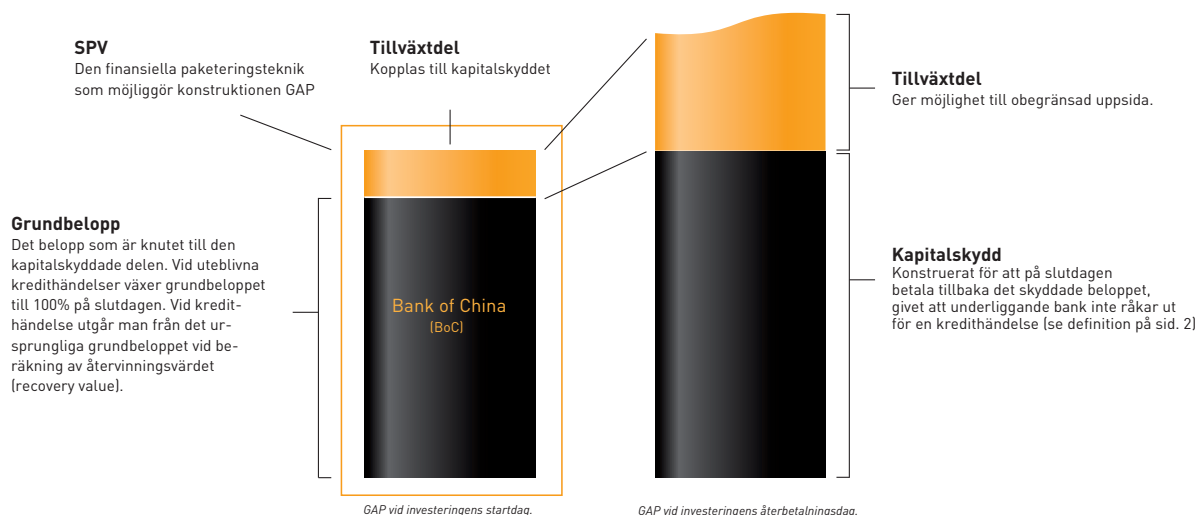 SPV
Den finansiella paketeringsteknik
som möjliggör konstruktionen GAP
Tillväxtdel
Kopplas till kapitalskyddet
Tillväxtdel
Ger möjlighet till obegränsad uppsida.
Grundbelopp
Det belopp som är knutet till den
kapitalskyddade delen. Vid uteblivna
kredithändelser växer grundbeloppet
till 100% på slutdagen. Vid kredit-
händelse utgår man från det ur-
sprungliga grundbeloppet vid be-
räkning av återvinningsvärdet
(recovery value).
Bank of China
(BoC)
Kapitalskydd
Konstruerat för att på slutdagen
betala tillbaka det skyddade beloppet,
givet att underliggande bank inte råkar ut
för en kredithändelse (se definition på sid. 2)
GAP vid investeringens startdag.
GAP vid investeringens återbetalningsdag.